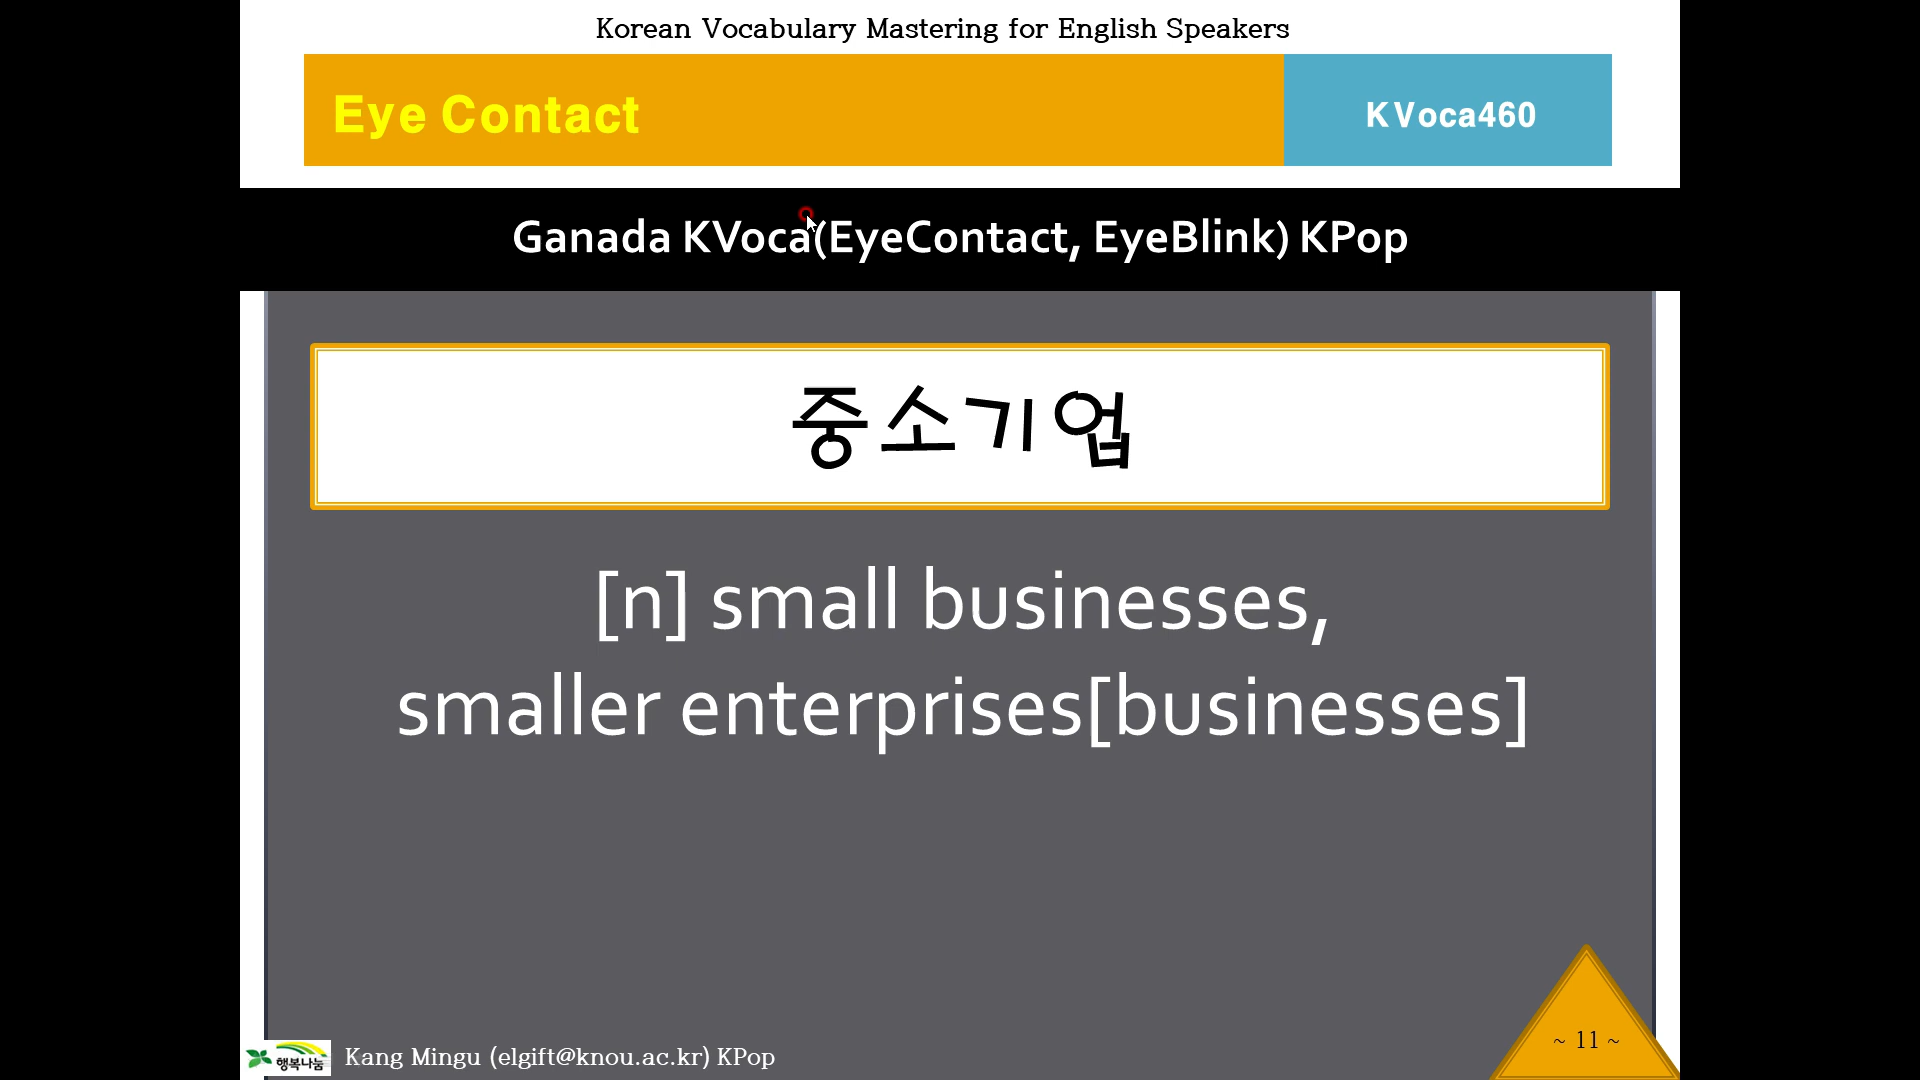 Korean Vocabulary Mastering for English Speakers
Eye Contact
KVoca460
Ganada KVoca(EyeContact, EyeBlink) KPop
중소기업
[n] small businesses,
smaller enterprises[businesses]
행복나눔
Kang Mingu (elgift@knou.ac.kr) KPop
~ 11 ~